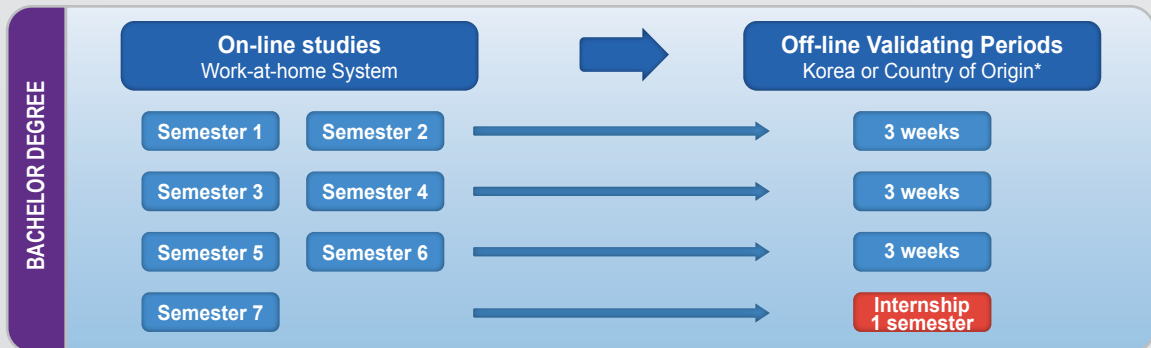 BACHELOR DEGREE
On-line studies
Work-at-home System
Off-line Validating Periods
Korea or Country of Origin*
Semester 1
Semester 2
3 weeks
Semester 3
Semester 4
3 weeks
Semester 5
Semester 6
3 weeks
Semester 7
Internship
1 semester